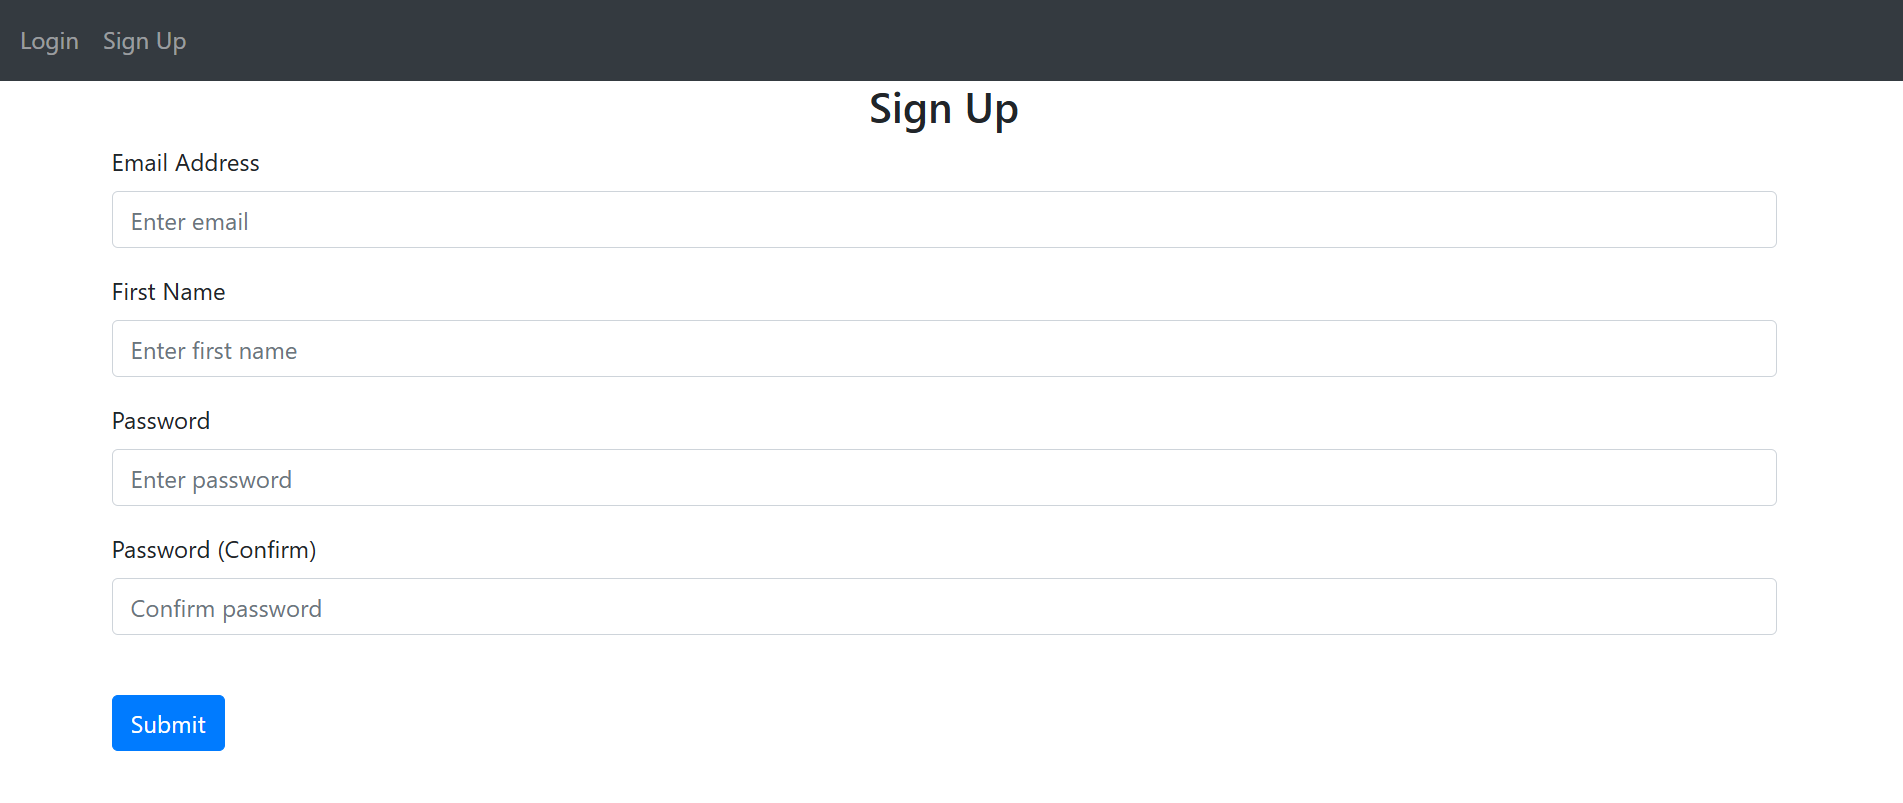 Login Sign Up
Sign Up
Email Address
Enter email
First Name
Enter first name
Password
Enter password
Password (Confirm)
Confirm password
Submit